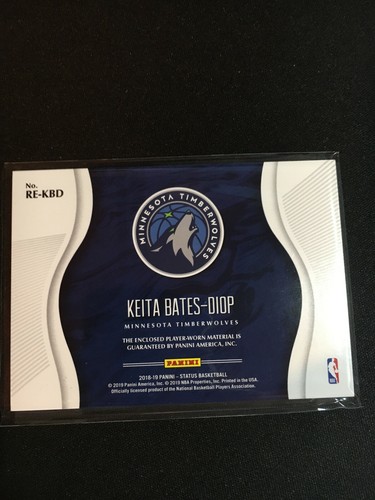 No.
RE-KBD
MINNESOTA TIMBERWOLVES
KEITA BATES-DIOP
MINNESOTA TIMBERWOLVES
THE ENCLOSED PLAYER-WORN MATERIAL IS
GUARANTEED BY PANINI AMERICA, INC.
PANINI
2018-19 PANINI - STATUS BASKETBALL
© 2019 Panini America, Inc. © 2019 NBA Properties, Inc. Printed in the USA.
Officially licensed product of the National Basketball Players Association.
NBA